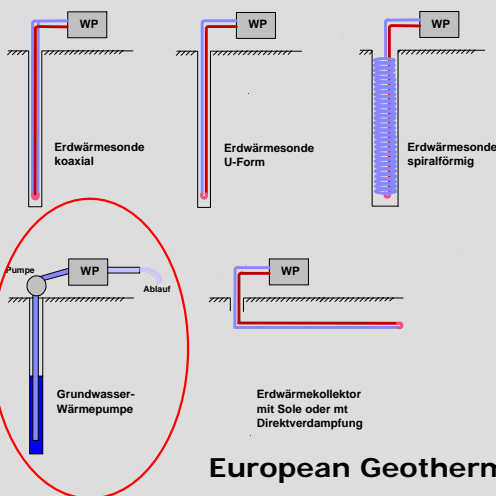 WP
WP
WP
Erdwärmesonde
koaxial
Erdwärmesonde
U-Form
Erdwärmesonde
spiralförmig
Pumpe
WP
Ablauf
WP
Grundwasser-
Wärmepumpe
Erdwärmekollektor
mit Sole oder mt
Direktverdampfung
European Geotherm